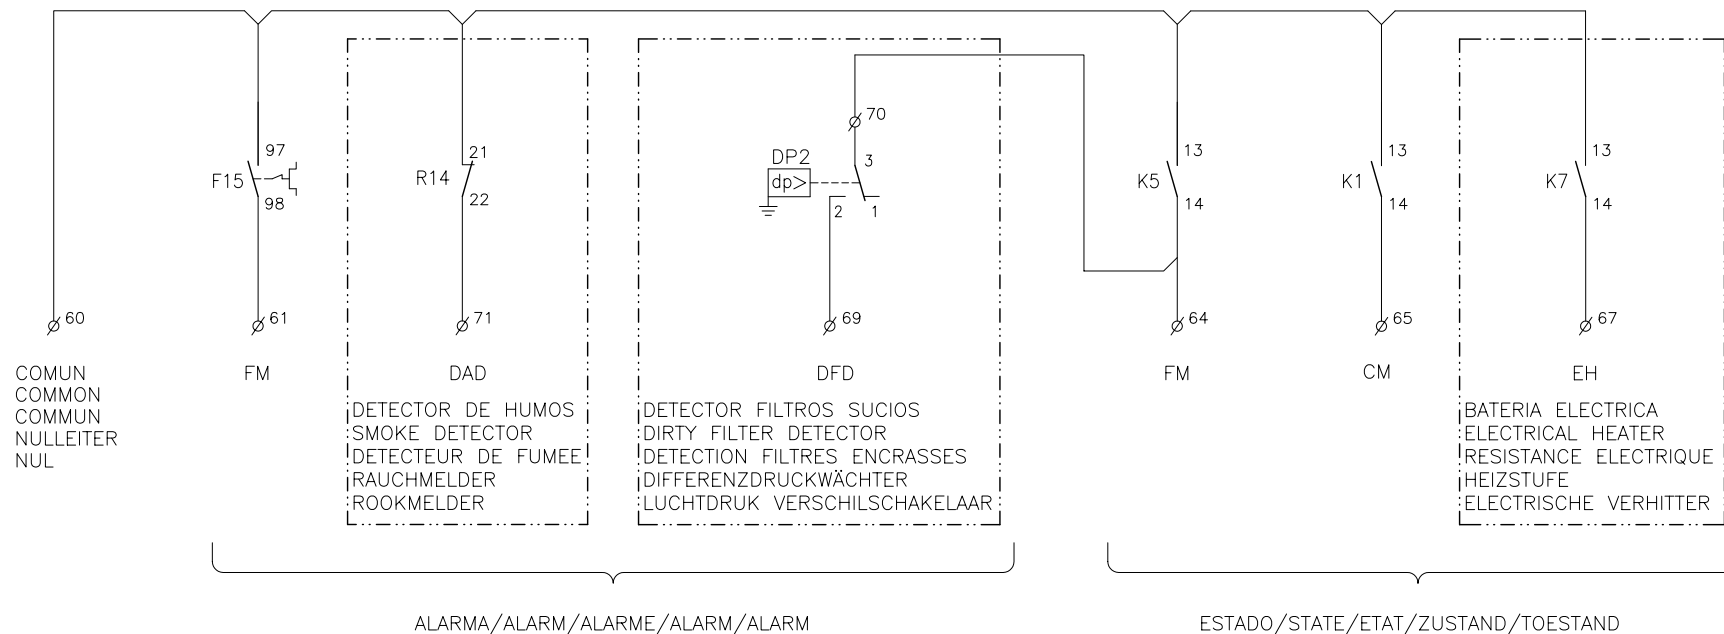 70
97
F15
98
21
R14
22
DP2
dp>
3
2
1
13
K5
14
13
K1
14
13
K7
14
60
61
71
69
64
65
67
COMUN
COMMON
COMMUN
NULLEITER
NUL
FM
DAD
DETECTOR DE HUMOS
SMOKE DETECTOR
DETECTEUR DE FUMEE
RAUCHMELDER
ROOKMELDER
DFD
DETECTOR FILTROS SUCIOS
DIRTY FILTER DETECTOR
DETECTION FILTRES ENCRASSES
DIFFERENZDRUCKWÄCHTER
LUCHTDRUK VERSCHILSCHAKELAAR
FM
CM
EH
BATERIA ELECTRICA
ELECTRICAL HEATER
RESISTANCE ELECTRIQUE
HEIZSTUFE
ELECTRISCHE VERHITTER
ALARMA/ALARM/ALARME/ALARM/ALARM
ESTADO/STATE/ETAT/ZUSTAND/TOESTAND